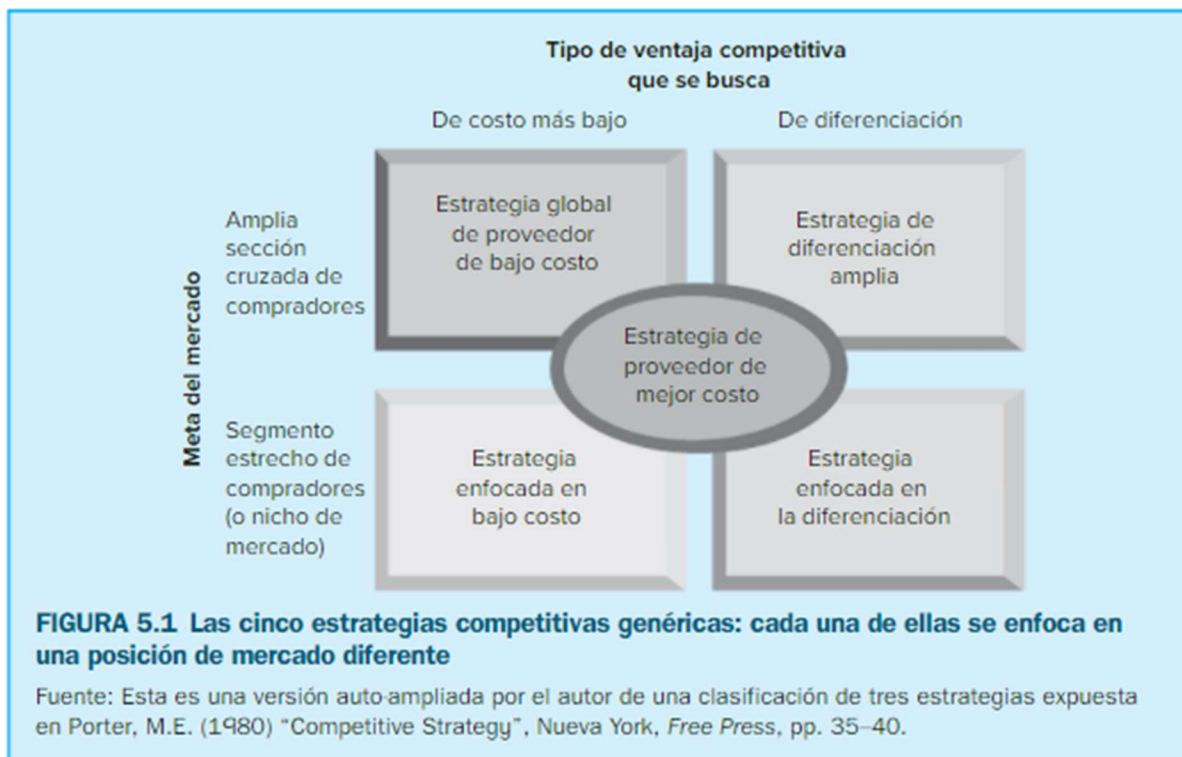 Tipo de ventaja competitiva
que se busca
De costo más bajo
De diferenciación
Meta del mercado
Amplia
sección
cruzada de
compradores
Estrategia global
de proveedor
de bajo costo
Estrategia de
diferenciación
amplia
Estrategia de
proveedor de
mejor costo
Segmento
estrecho de
compradores
(o nicho de
mercado)
Estrategia
enfocada en
bajo costo
Estrategia
enfocada en
la diferenciación
FIGURA 5.1 Las cinco estrategias competitivas genéricas: cada una de ellas se enfoca en
una posición de mercado diferente
Fuente: Esta es una versión auto-ampliada por el autor de una clasificación de tres estrategias expuesta
en Porter, M.E. (1980) “Competitive Strategy”, Nueva York, Free Press, pp. 35–40.